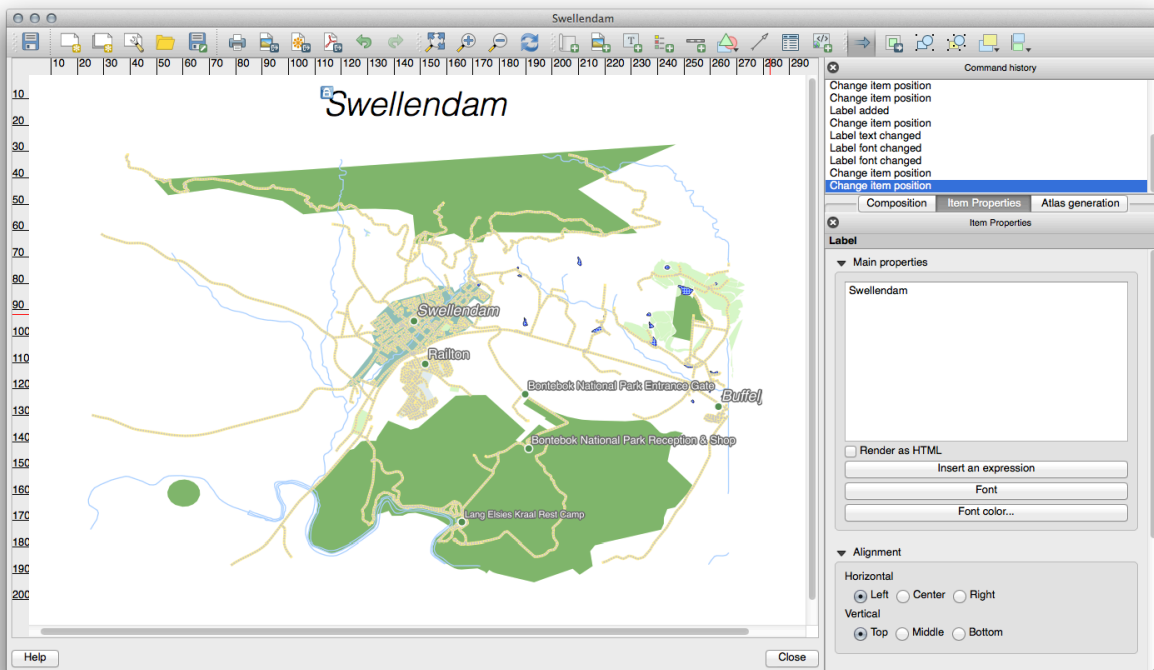 Swellendam
10 20 30 40 50 60 70 80 90 100 110 120 130 140 150 160 170 180 190 200 210 220 230 240 250 260 270 280 290
Command history
Change item position
Change item position
Label added
Change item position
Label text changed
Label font changed
Label font changed
Change item position
Change item position
Composition Item Properties Atlas generation
Item Properties
Label
Main properties
Swellendam
Render as HTML
Insert an expression
Font
Font color...
Alignment
Horizontal
Left Center Right
Vertical
Top Middle Bottom
10
20
30
40
50
60
70
80
90
100
110
120
130
140
150
160
170
180
190
200
Swellendam
Swellendam
Railton
Bontebok National Park Entrance Gate
Buffelj
Bontebok National Park Reception & Shop
Lang Elsies Kraal Rest Camp
Help Close